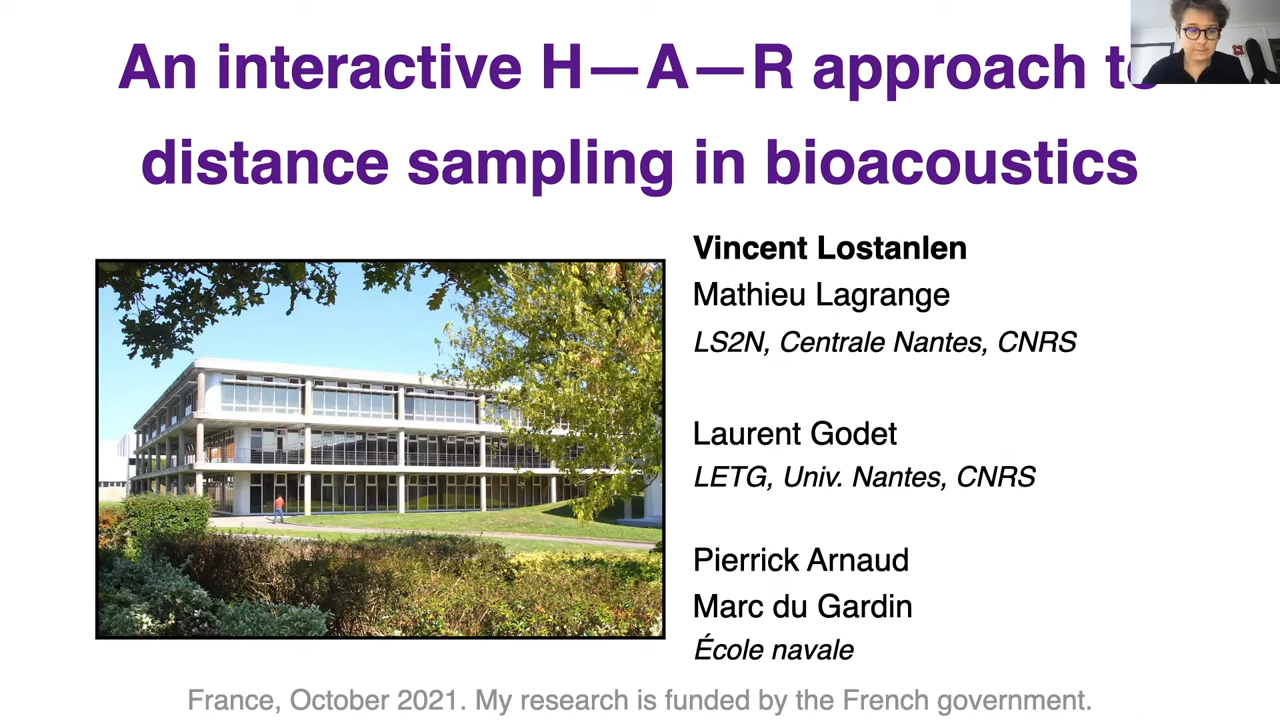 An interactive H—A—R approach to
distance sampling in bioacoustics
Vincent Lostanlen
Mathieu Lagrange
LS2N, Centrale Nantes, CNRS
Laurent Godet
LETG, Univ. Nantes, CNRS
Pierrick Arnaud
Marc du Gardin
École navale
France, October 2021. My research is funded by the French government.